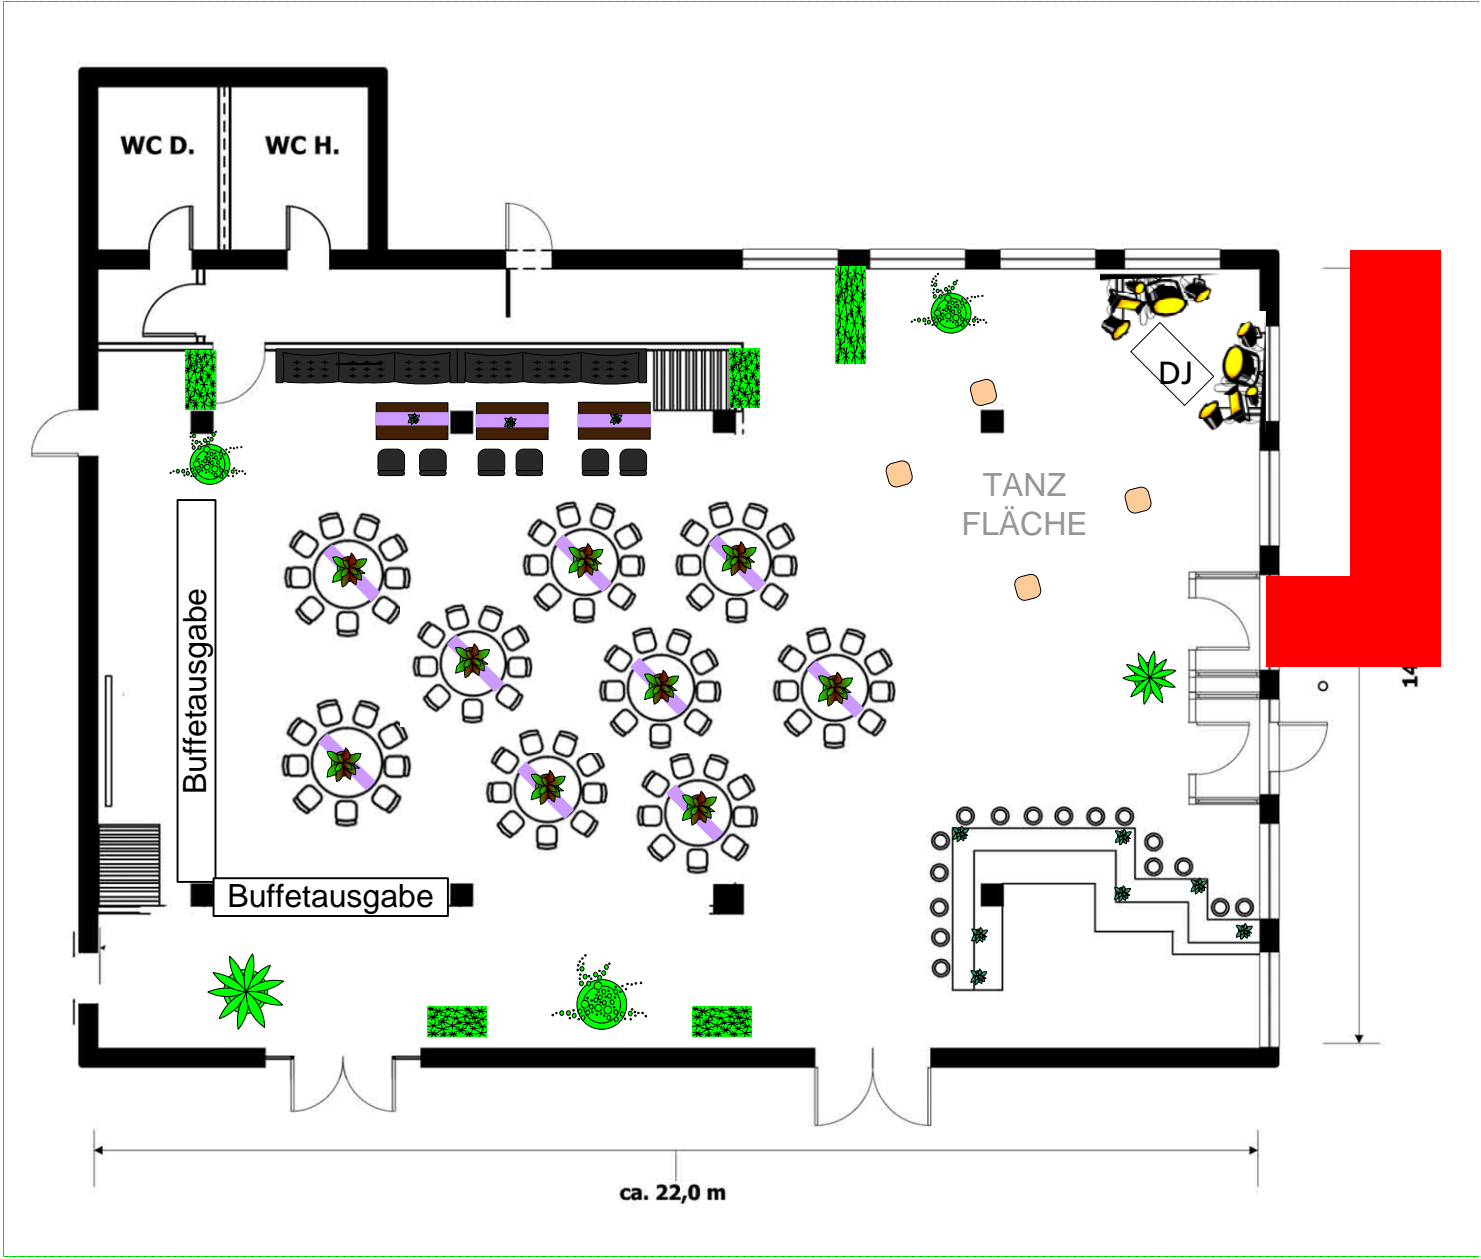 WC D.
WC H.
DJ
TANZ
FLÄCHE
Buffetausgabe
14
Buffetausgabe
ca. 22,0 m